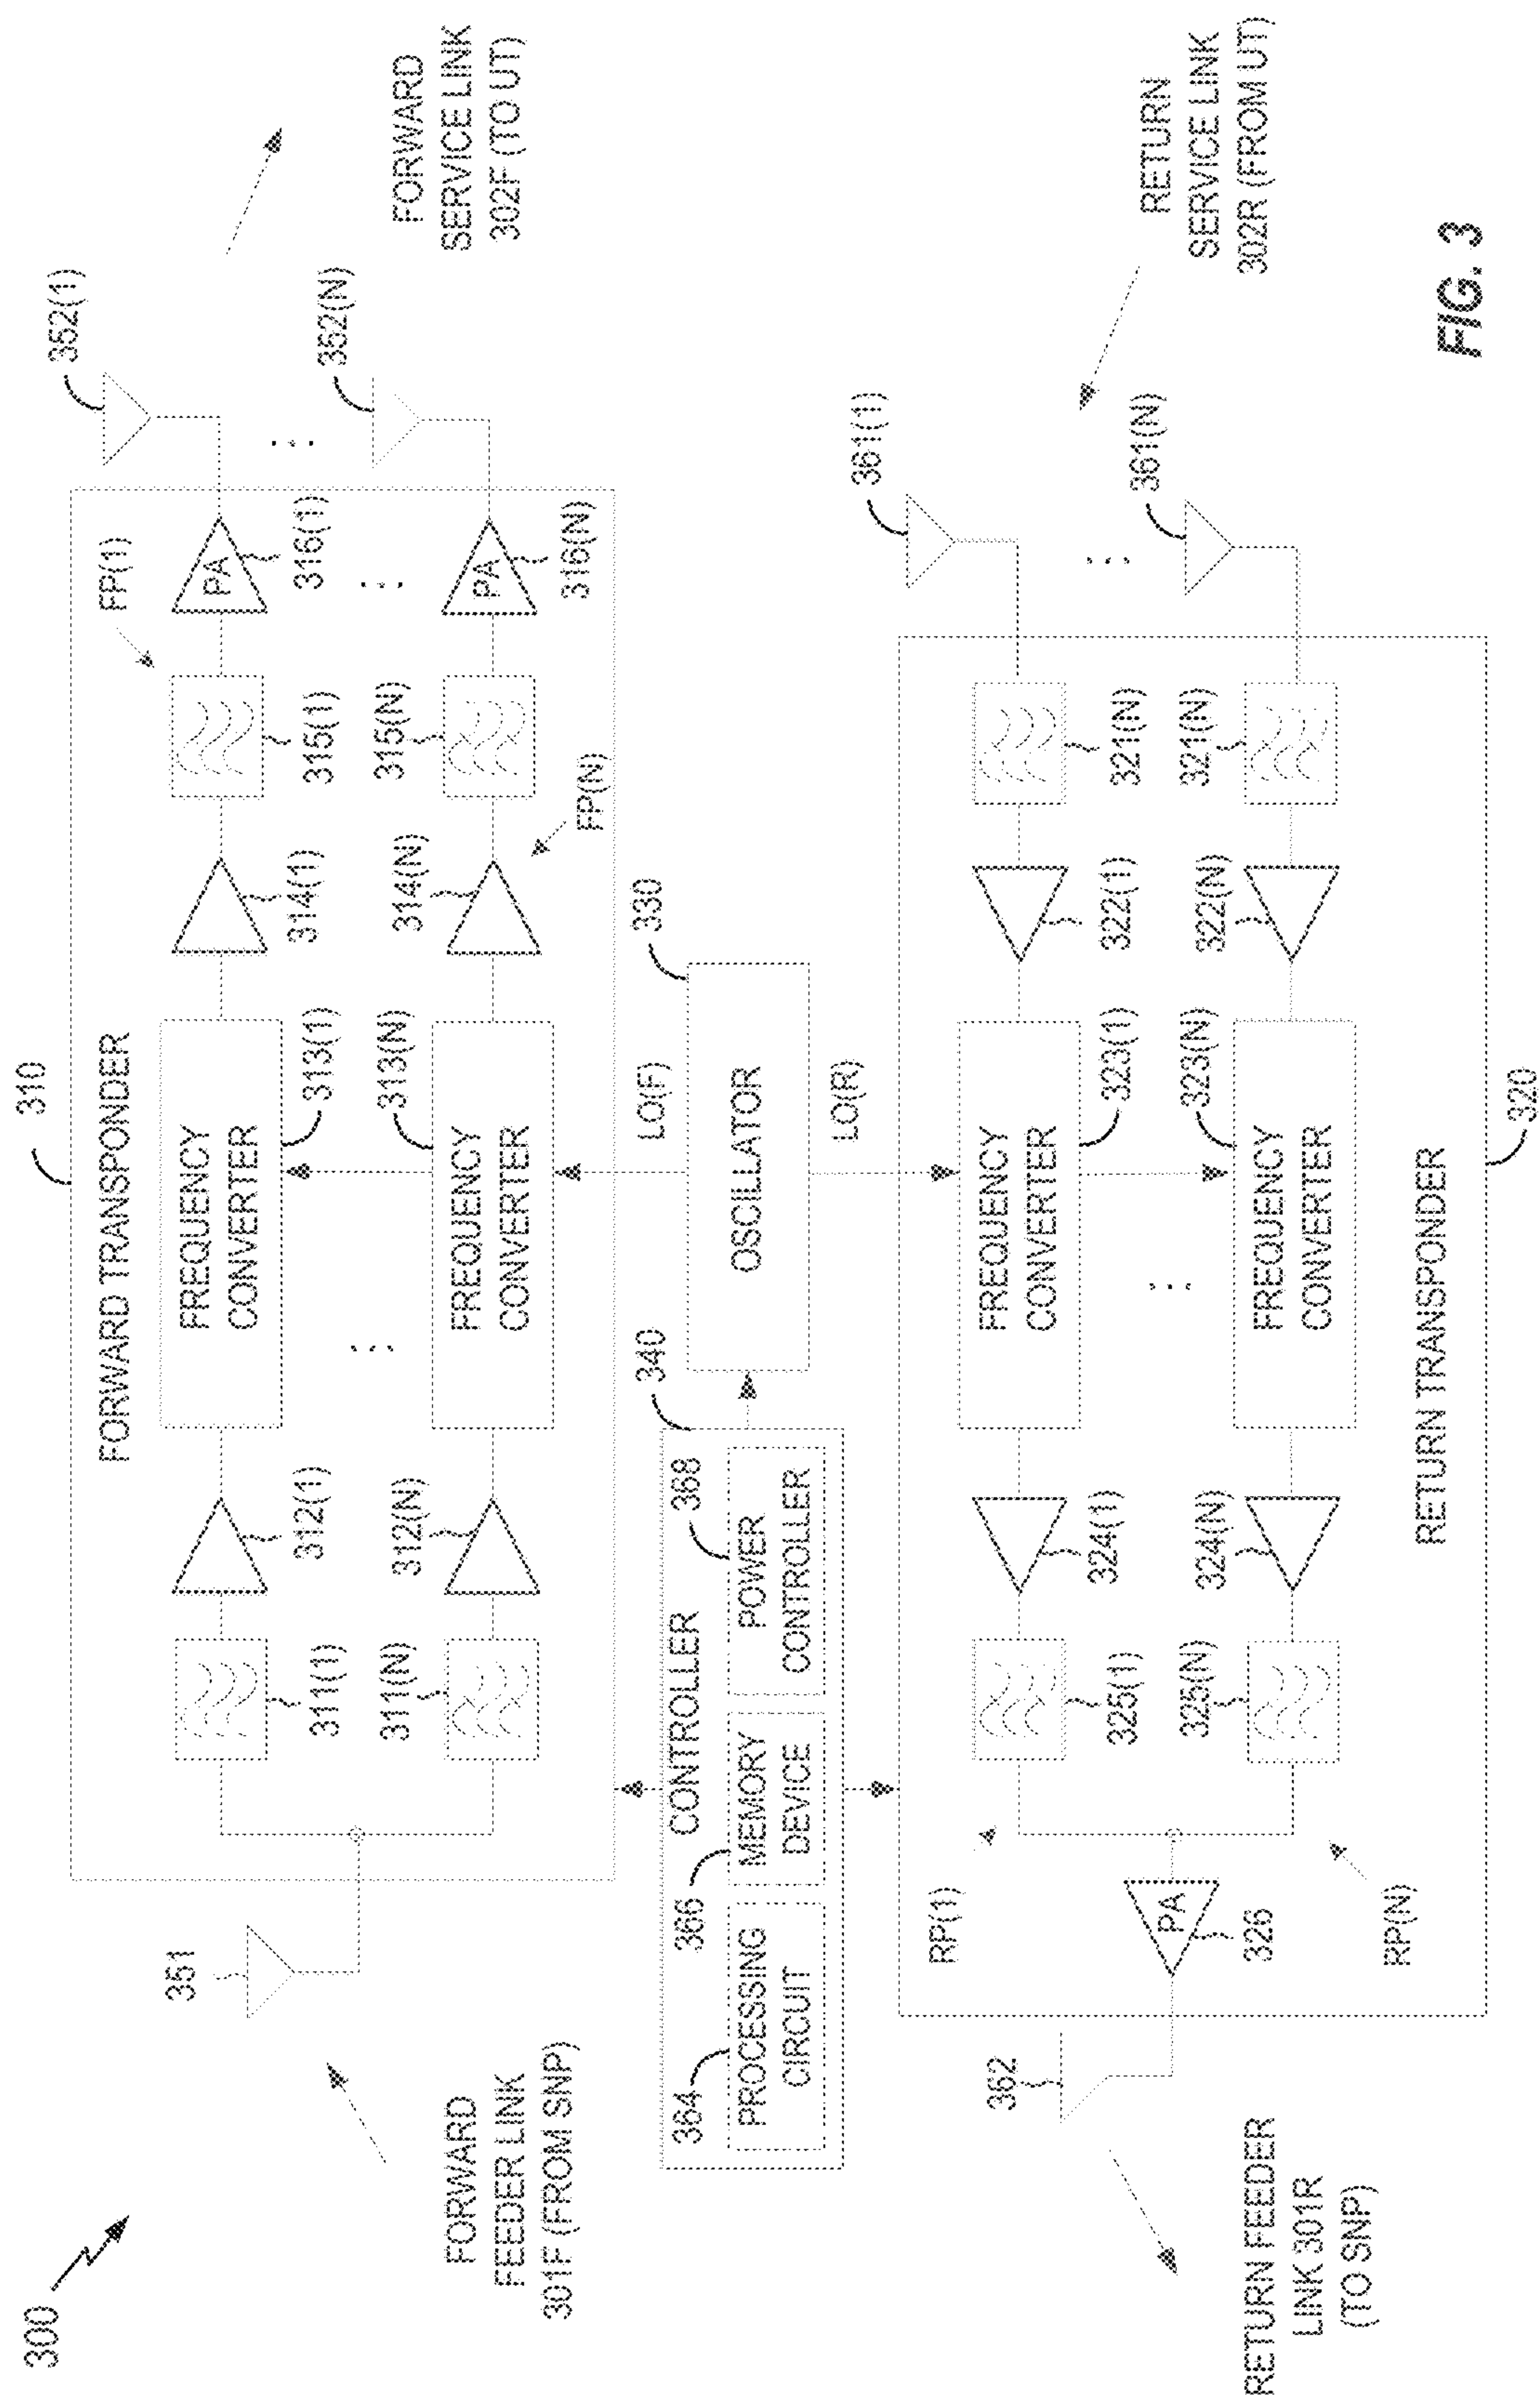 300
310
FORWARD TRANSPONDER
FP(1)
352(1)
FORWARD
SERVICE LINK
302F (TO UT)
351
311(1)
312(1)
FREQUENCY
CONVERTER
313(1)
314(1)
315(1)
PA
316(1)
...
352(N)
311(N)
312(N)
...
FREQUENCY
CONVERTER
313(N)
314(N)
315(N)
...
PA
316(N)
FP(N)
FORWARD
FEEDER LINK
301F (FROM SNP)
CONTROLLER
340
364
PROCESSING
CIRCUIT
366
MEMORY
DEVICE
368
POWER
CONTROLLER
LO(F)
330
OSCILLATOR
LO(R)
RETURN
SERVICE LINK
302R (FROM UT)
361(1)
362
RP(1)
325(1)
324(1)
FREQUENCY
CONVERTER
323(1)
322(1)
321(N)
...
361(N)
PA
326
325(N)
324(N)
...
FREQUENCY
CONVERTER
323(N)
322(N)
321(N)
RP(N)
RETURN TRANSPONDER
320
RETURN FEEDER
LINK 301R
(TO SNP)
FIG. 3